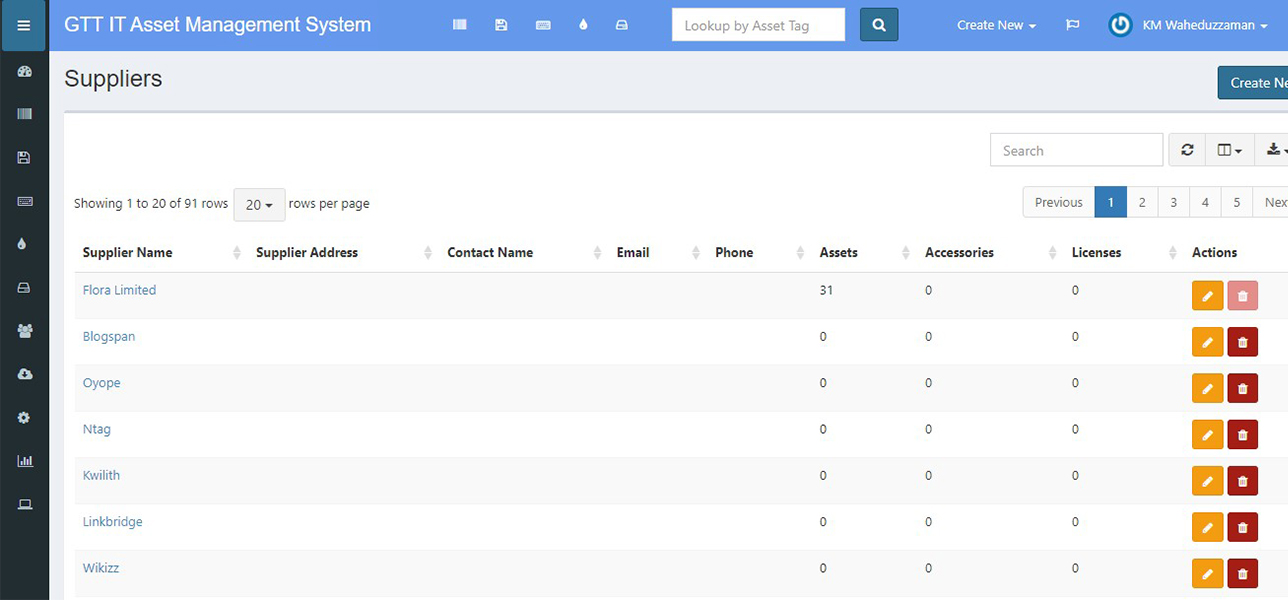 GTT IT Asset Management System Lookup by Asset Tag Create New KM Waheduzzaman
Suppliers Create Ne
Search
Showing 1 to 20 of 91 rows 20 rows per page Previous 1 2 3 4 5 Nex
Supplier Name Supplier Address Contact Name Email Phone Assets Accessories Licenses Actions
Flora Limited 31 0 0
Blogspan 0 0 0
Oyope 0 0 0
Ntag 0 0 0
Kwilith 0 0 0
Linkbridge 0 0 0
Wikizz 0 0 0